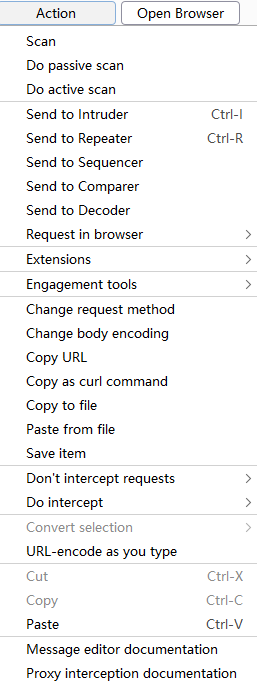 Action Open Browser
Scan
Do passive scan
Do active scan
Send to Intruder Ctrl-I
Send to Repeater Ctrl-R
Send to Sequencer
Send to Comparer
Send to Decoder
Request in browser
Extensions
Engagement tools
Change request method
Change body encoding
Copy URL
Copy as curl command
Copy to file
Paste from file
Save item
Don't intercept requests
Do intercept
Convert selection
URL-encode as you type
Cut Ctrl-X
Copy Ctrl-C
Paste Ctrl-V
Message editor documentation
Proxy interception documentation